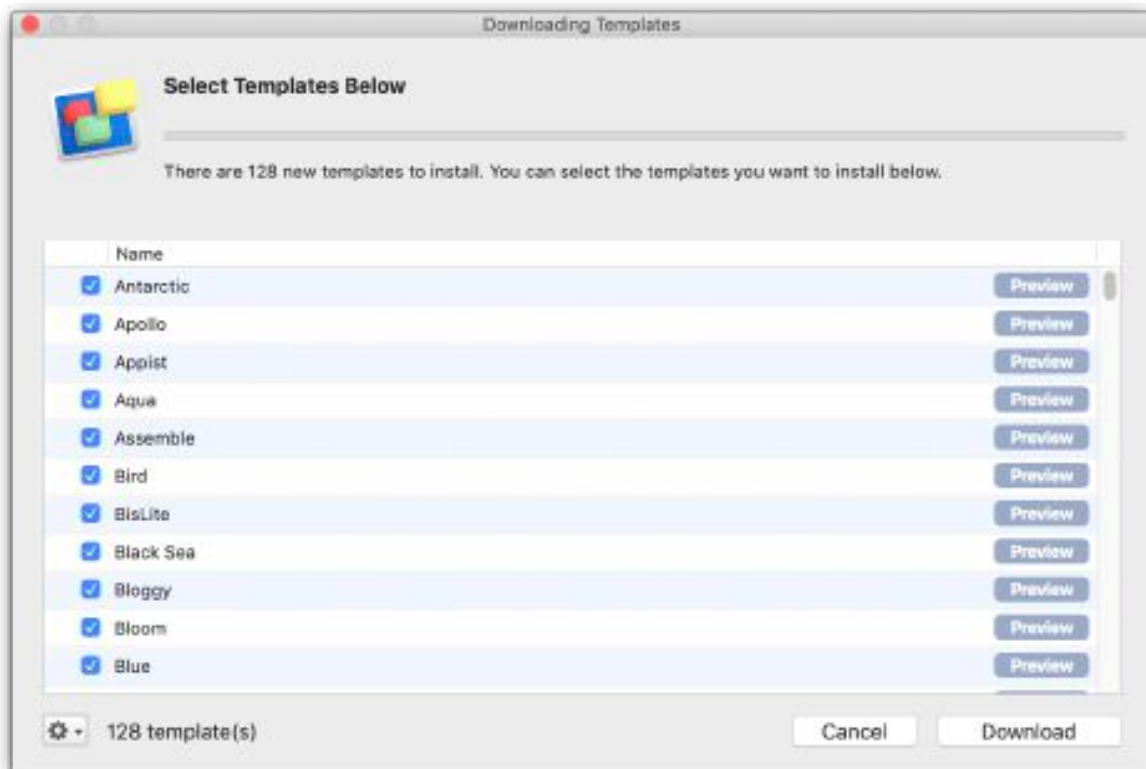 Downloading Templates
Select Templates Below
There are 128 new templates to install. You can select the templates you want to install below.
Name
Antarctic Preview
Apollo Preview
Appist Preview
Aqua Preview
Assemble Preview
Bird Preview
BisLite Preview
Black Sea Preview
Bloggy Preview
Bloom Preview
Blue Preview
128 template(s) Cancel Download